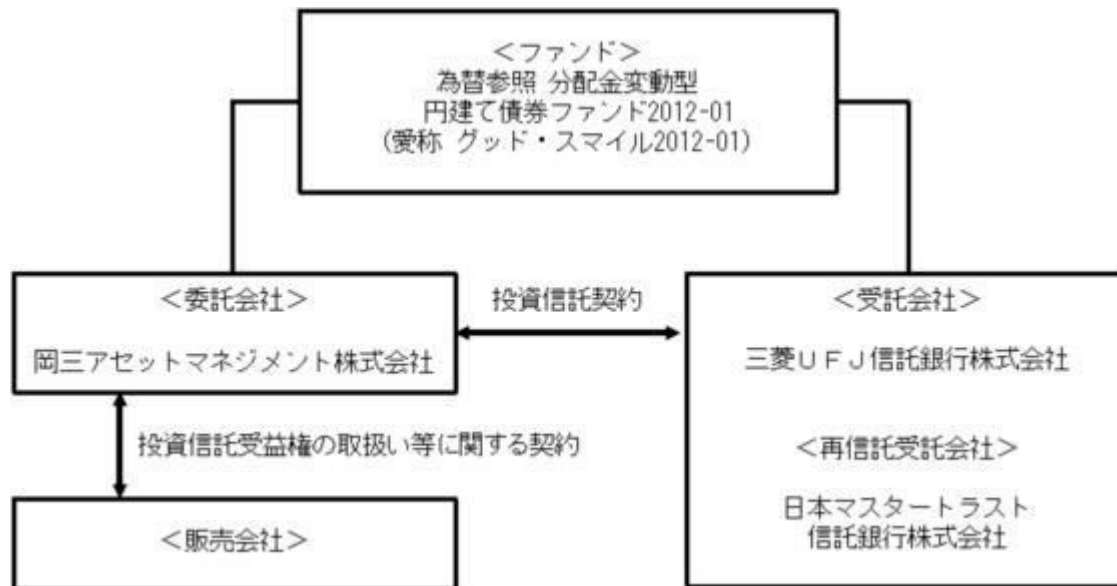 ＜ファンド＞
為替参照 分配金変動型
円建て債券ファンド2012-01
(愛称 グッド・スマイル2012-01)
＜委託会社＞
岡三アセットマネジメント株式会社
投資信託契約
＜受託会社＞
三菱ＵＦＪ信託銀行株式会社
投資信託受益権の取扱い等に関する契約
＜再信託受託会社＞
日本マスタートラスト
信託銀行株式会社
＜販売会社＞